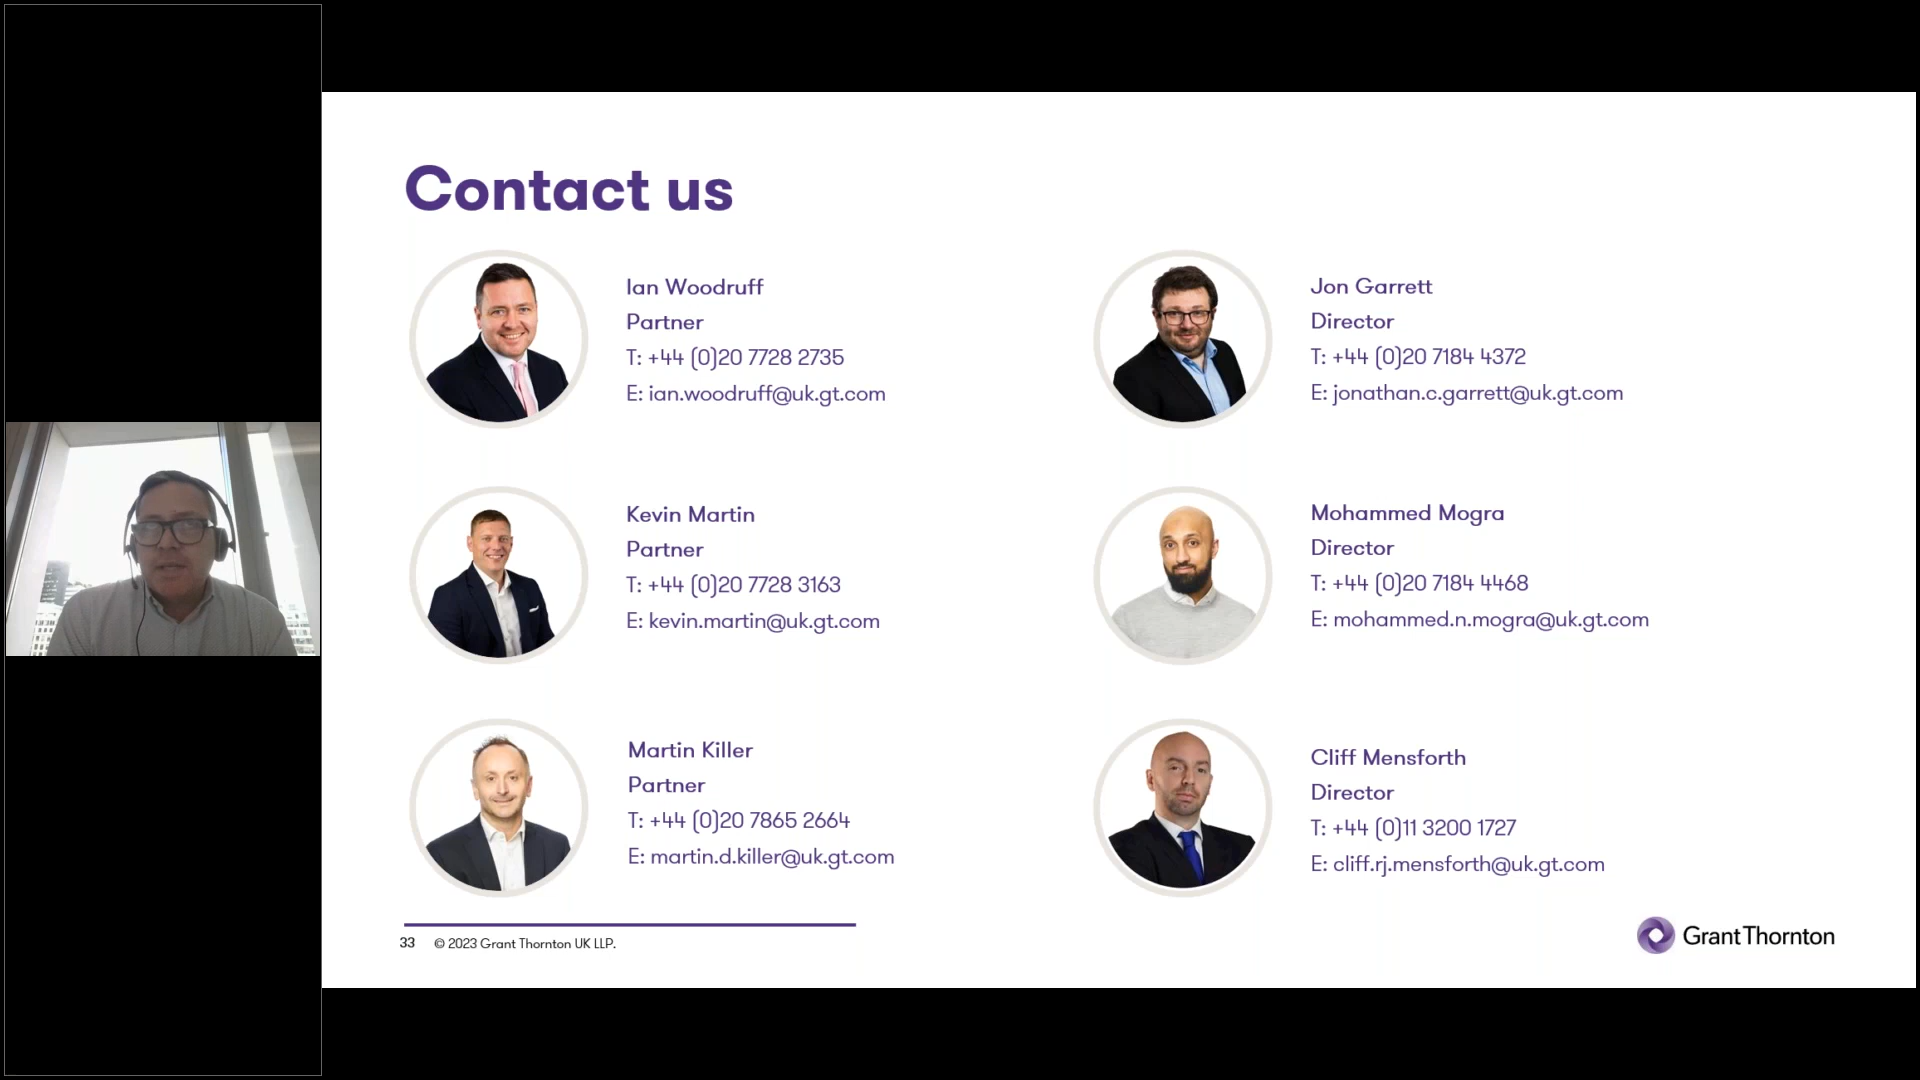 Contact us
Ian Woodruff
Partner
T: +44 (0)20 7728 2735
E: ian.woodruff@uk.gt.com
Jon Garrett
Director
T: +44 (0)20 7184 4372
E: jonathan.c.garrett@uk.gt.com
Kevin Martin
Partner
T: +44 (0)20 7728 3163
E: kevin.martin@uk.gt.com
Mohammed Mogra
Director
T: +44 (0)20 7184 4468
E: mohammed.n.mogra@uk.gt.com
Martin Killer
Partner
T: +44 (0)20 7865 2664
E: martin.d.killer@uk.gt.com
Cliff Mensforth
Director
T: +44 (0)11 3200 1727
E: cliff.rj.mensforth@uk.gt.com
33 © 2023 Grant Thornton UK LLP.
Grant Thornton